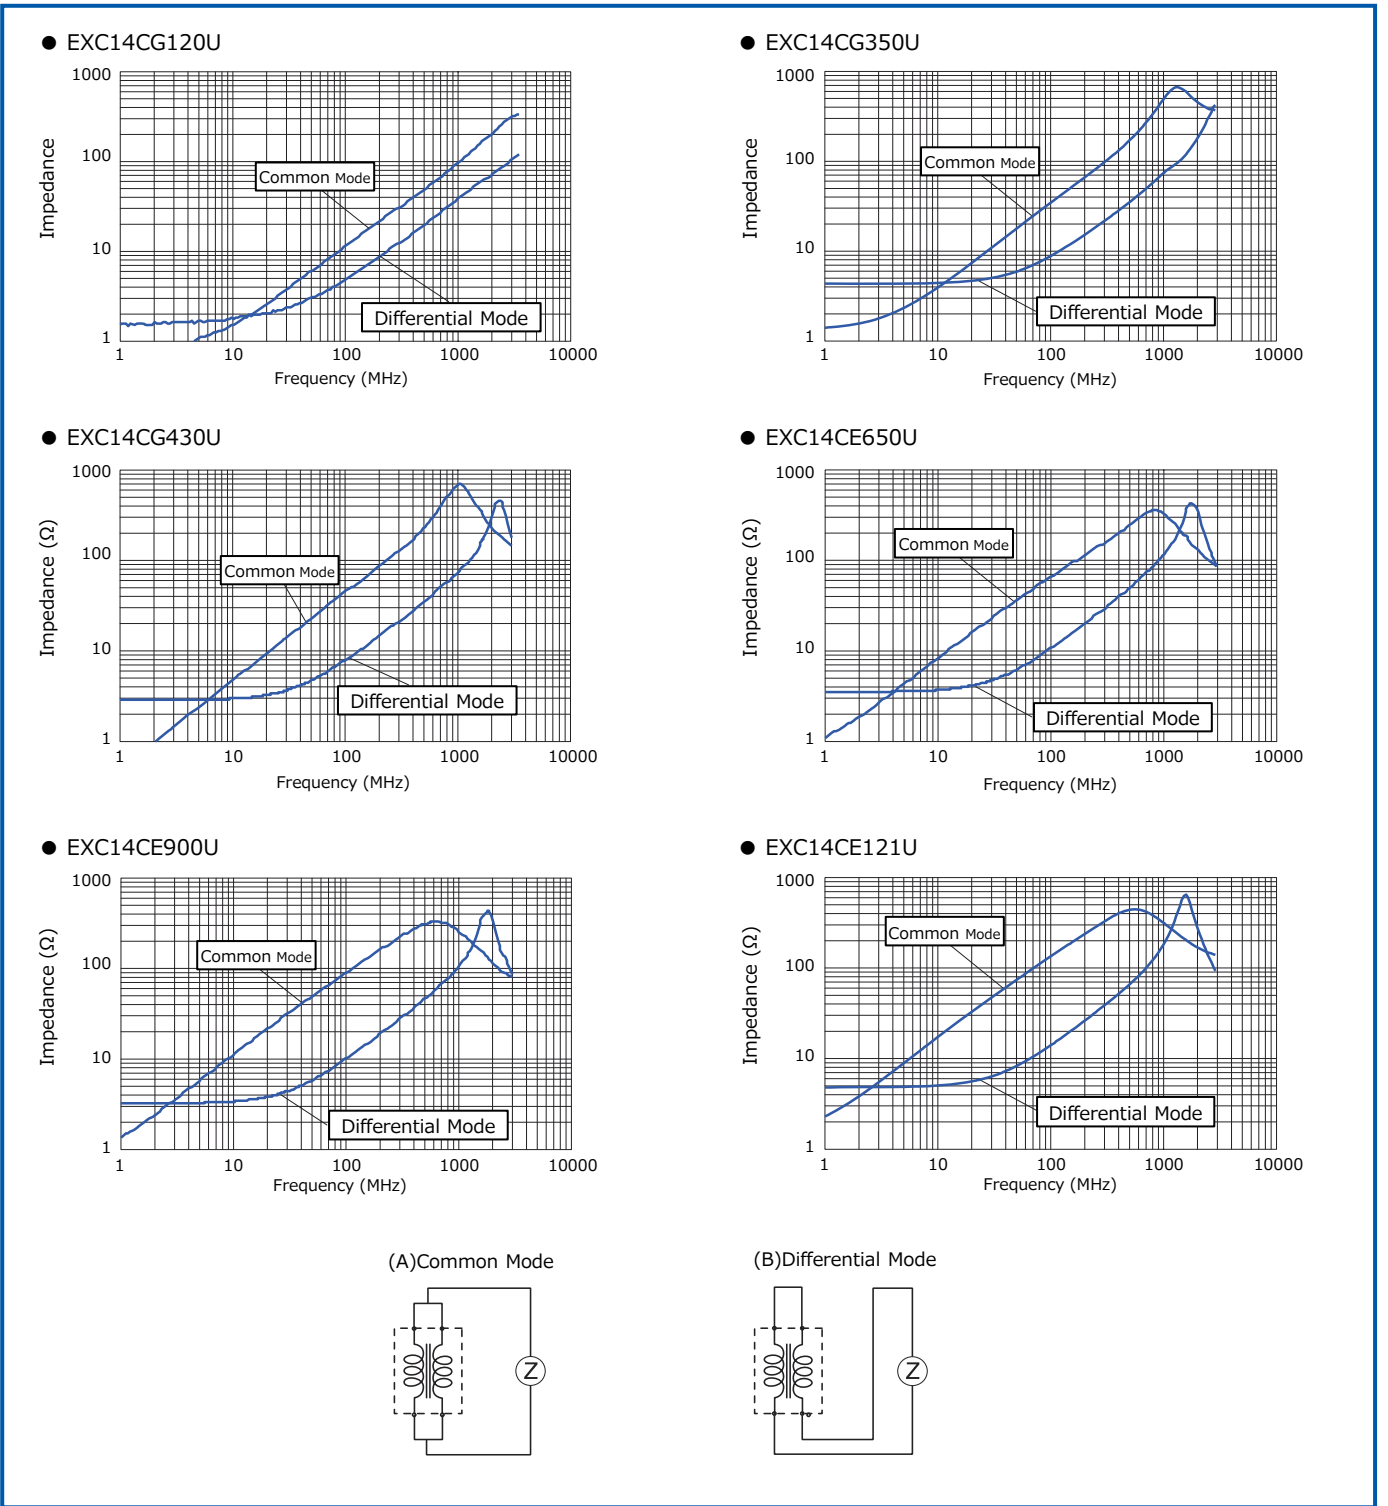 ● EXC14CG120U
1000
100
10
1
Impedance
Common Mode
Differential Mode
1 10 100 1000 10000
Frequency (MHz)
● EXC14CG350U
1000
100
10
1
Impedance
Common Mode
Differential Mode
1 10 100 1000 10000
Frequency (MHz)
● EXC14CG430U
1000
100
10
1
Impedance (Ω)
Common Mode
Differential Mode
1 10 100 1000 10000
Frequency (MHz)
● EXC14CE650U
1000
100
10
1
Impedance (Ω)
Common Mode
Differential Mode
1 10 100 1000 10000
Frequency (MHz)
● EXC14CE900U
1000
100
10
1
Impedance (Ω)
Common Mode
Differential Mode
1 10 100 1000 10000
Frequency (MHz)
● EXC14CE121U
1000
100
10
1
Impedance (Ω)
Common Mode
Differential Mode
1 10 100 1000 10000
Frequency (MHz)
(A)Common Mode
Z
(B)Differential Mode
Z